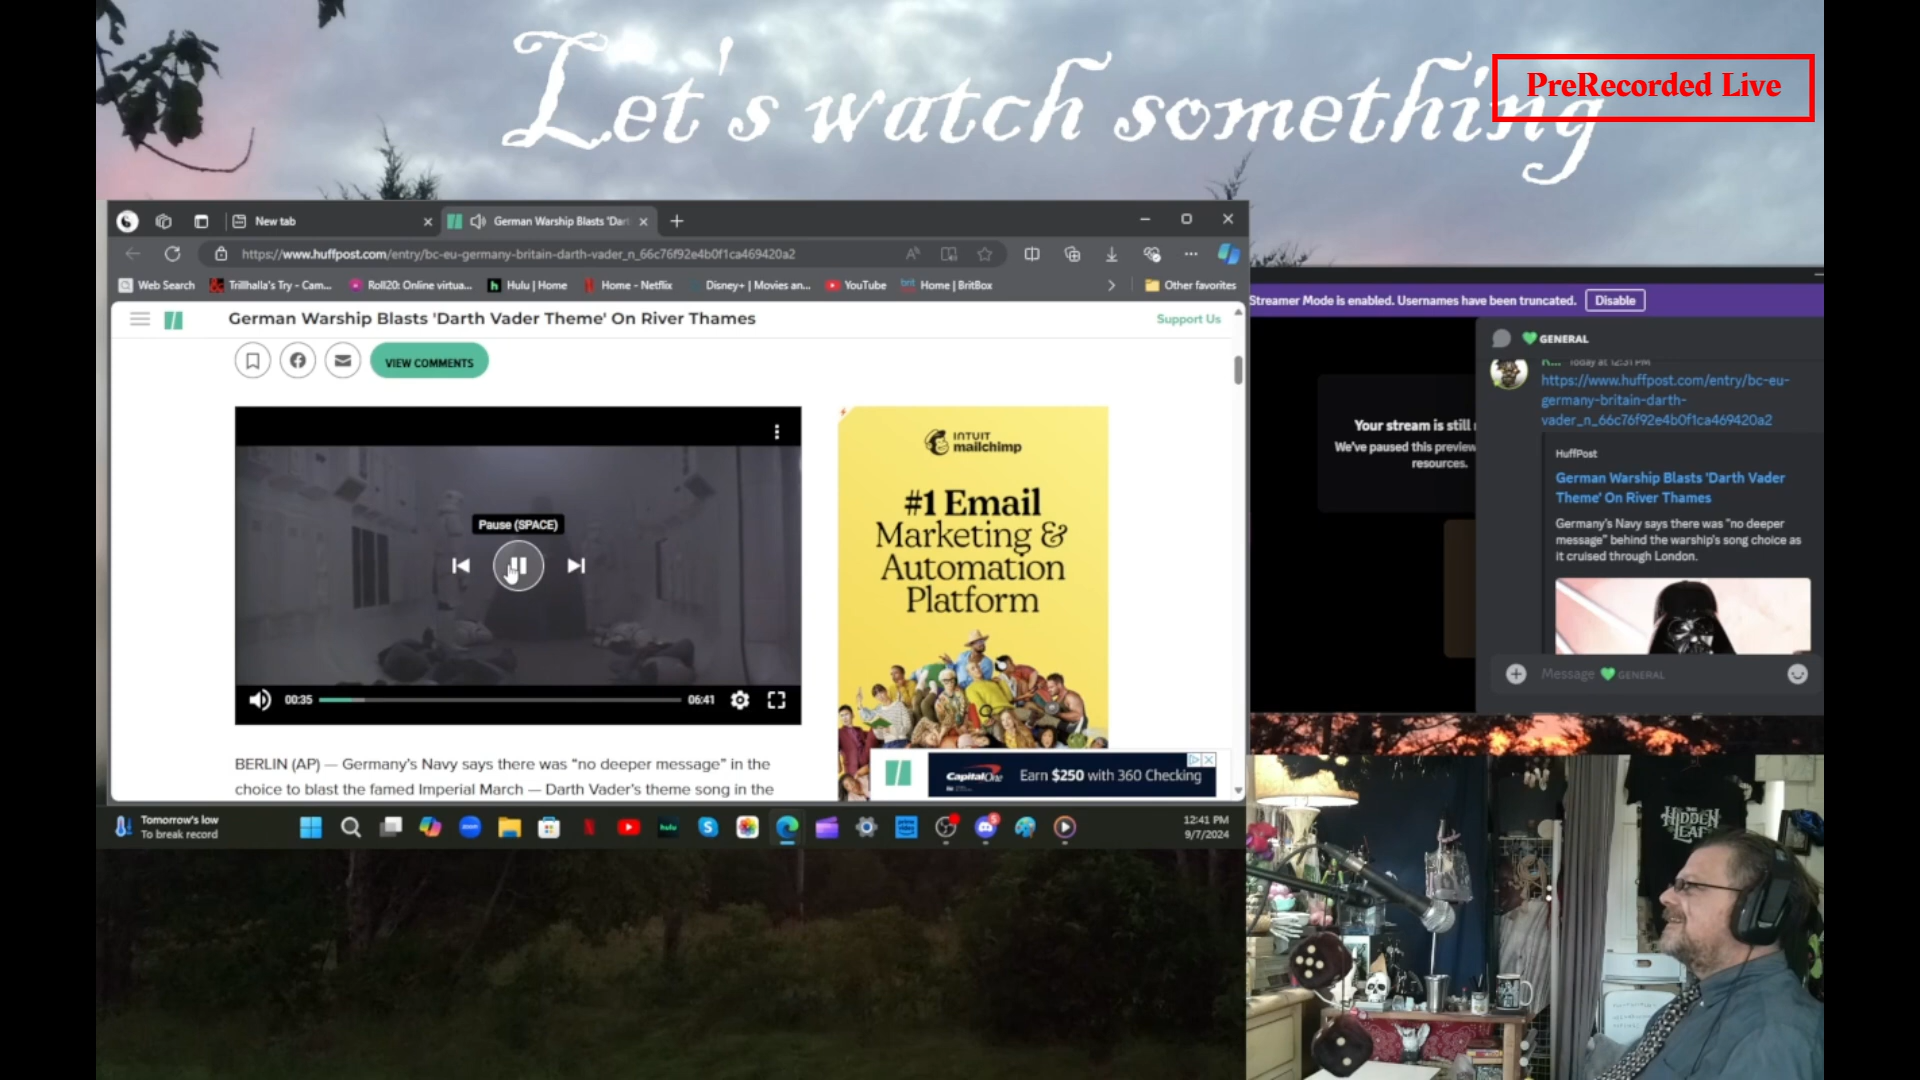 Let's watch something
PreRecorded Live
New tab
German Warship Blasts 'Dart
https://www.huffpost.com/entry/bc-eu-germany-britain-darth-vader_n_66c76f92e4b0f1ca469420a2
Web Search
Trillhalla's Try - Cam...
Roll20: Online virtua...
Hulu | Home
Home - Netflix
Disney+ | Movies an...
YouTube
Home | BritBox
Other favorites
German Warship Blasts 'Darth Vader Theme' On River Thames
Support Us
VIEW COMMENTS
Pause (SPACE)
00:35
06:41
INTUIT
mailchimp
#1 Email
Marketing &
Automation
Platform
BERLIN (AP) — Germany's Navy says there was “no deeper message” in the
choice to blast the famed Imperial March — Darth Vader's theme song in the
Capital One
Earn $250 with 360 Checking
Streamer Mode is enabled. Usernames have been truncated.
Disable
Your stream is still
We've paused this preview
resources.
GENERAL
Today at 12:31 PM
https://www.huffpost.com/entry/bc-eu-
germany-britain-darth-
vader_n_66c76f92e4b0f1ca469420a2
HuffPost
German Warship Blasts 'Darth Vader
Theme' On River Thames
Germany's Navy says there was "no deeper
message" behind the warship's song choice as
it cruised through London.
Message GENERAL
Tomorrow's low
To break record
12:41 PM
9/7/2024
HIDDEN
LEAF